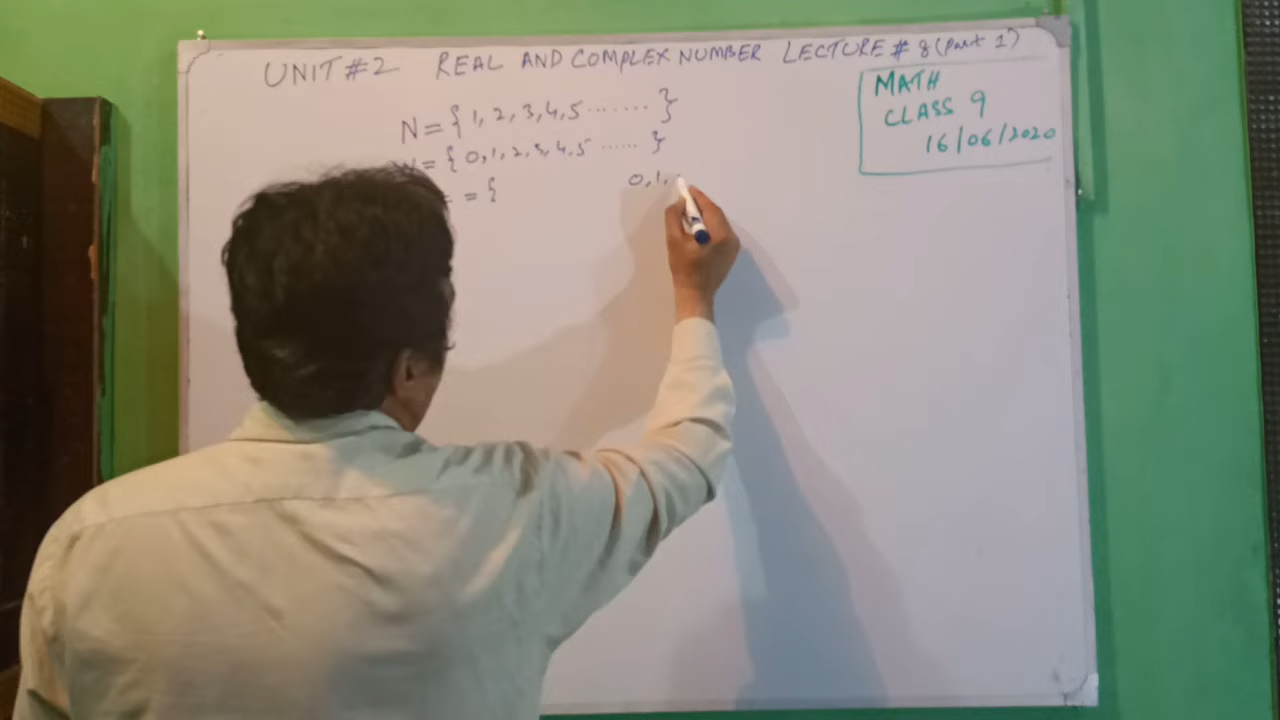 UNIT #2 REAL AND COMPLEX NUMBER LECTURE # 8 (Part 1)
MATH
CLASS 9
16/06/2020
N = { 1, 2, 3, 4, 5 ....... }
= { 0, 1, 2, 3, 4, 5 ...... }
= { 0, 1,